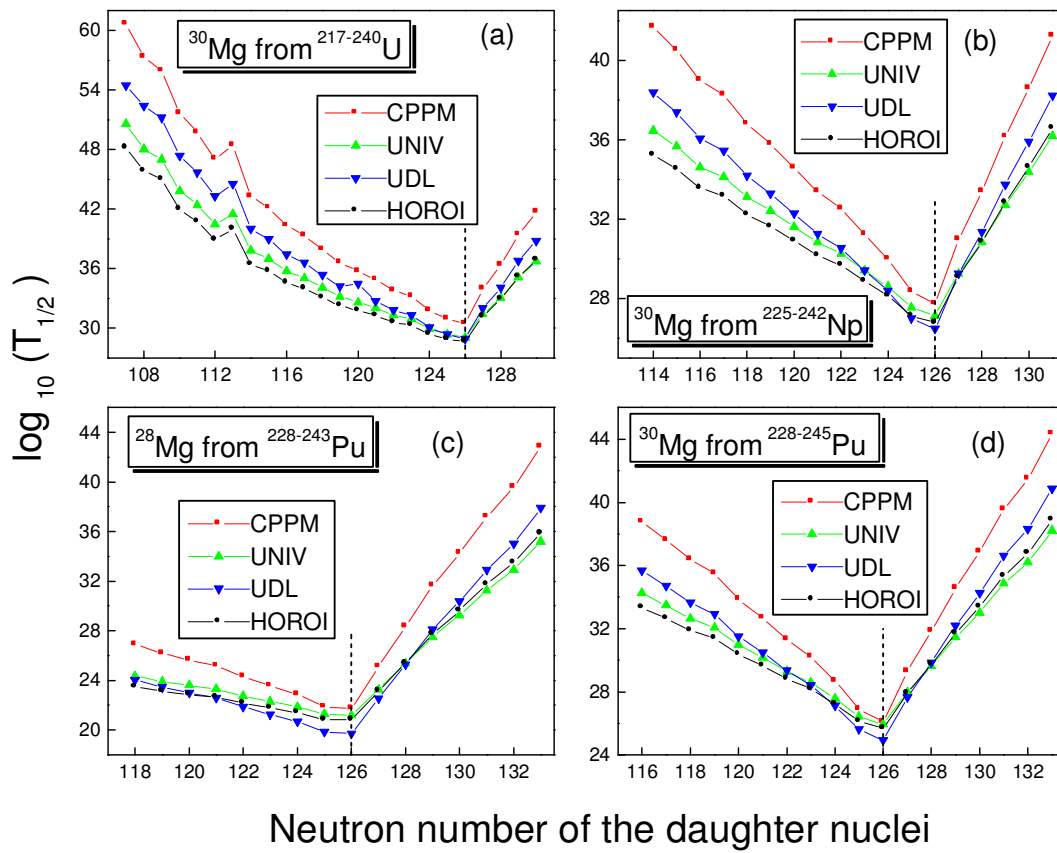 log 10 (T1/2)
60
54
48
42
36
30
108 112 116 120 124 128
30Mg from 217-240U
(a)
CPPM
UNIV
UDL
HOROI
40
36
32
28
114 116 118 120 122 124 126 128 130
(b)
CPPM
UNIV
UDL
HOROI
30Mg from 225-242Np
44
40
36
32
28
24
20
118 120 122 124 126 128 130 132
28Mg from 228-243Pu
(c)
CPPM
UNIV
UDL
HOROI
44
40
36
32
28
24
116 118 120 122 124 126 128 130 132
30Mg from 228-245Pu
(d)
CPPM
UNIV
UDL
HOROI
Neutron number of the daughter nuclei